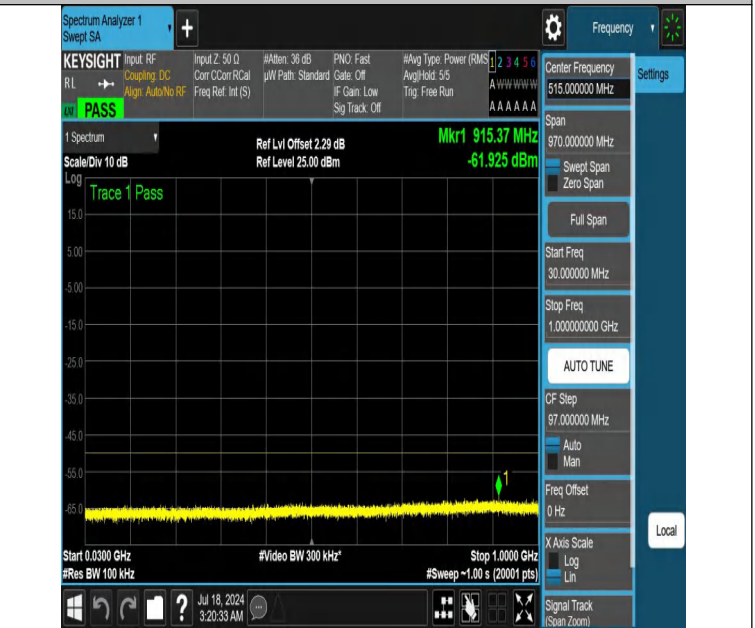 Spectrum Analyzer 1
Swept SA
+
Frequency
KEYSIGHT
RL
PASS
Input: RF
Coupling: DC
Align: Auto/No RF
Input Z: 50 Ω
Corr CCorr RCal
Freq Ref: Int (S)
#Atten: 36 dB
µW Path: Standard
PNO: Fast
Gate: Off
IF Gain: Low
Sig Track: Off
#Avg Type: Power (RMS
Avg|Hold: 5/5
Trig: Free Run
1 2 3 4 5 6
A W W W W W
A A A A A A
1 Spectrum
Scale/Div 10 dB
Ref Lvl Offset 2.29 dB
Ref Level 25.00 dBm
Mkr1 915.37 MHz
-61.925 dBm
Log
Trace 1 Pass
15.0
5.00
-5.00
-15.0
-25.0
-35.0
-45.0
-55.0
-65.0
1
Start 0.0300 GHz
#Video BW 300 kHz*
Stop 1.0000 GHz
#Res BW 100 kHz
#Sweep ~1.00 s (20001 pts)
?
Jul 18, 2024
3:20:33 AM
Center Frequency
515.000000 MHz
Settings
Span
970.000000 MHz
Swept Span
Zero Span
Full Span
Start Freq
30.000000 MHz
Stop Freq
1.000000000 GHz
AUTO TUNE
CF Step
97.000000 MHz
Auto
Man
Freq Offset
0 Hz
X Axis Scale
Log
Lin
Local
Signal Track
(Span Zoom)